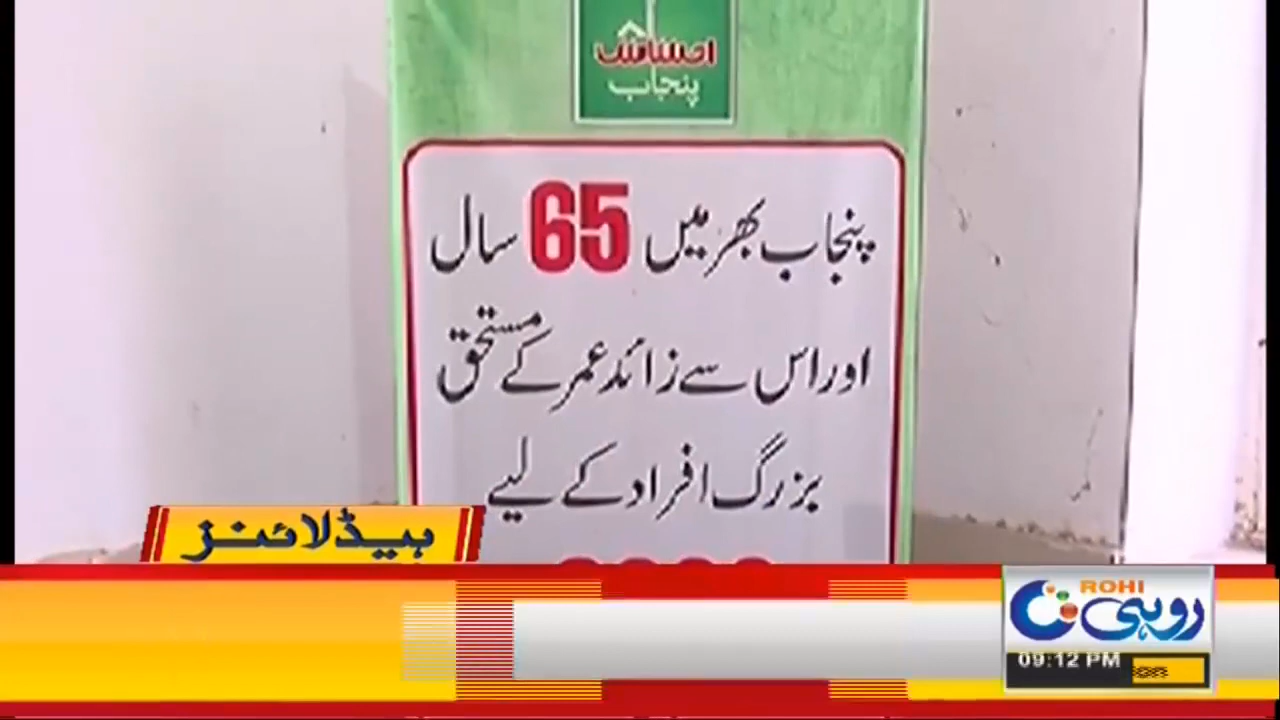 احساس
پنجاب
پنجاب بھر میں 65 سال
اور اس سے زائد عمر کے مستحق
بزرگ افراد کے لیے
ہیڈلائنز
ROHI
روہی
09:12 PM